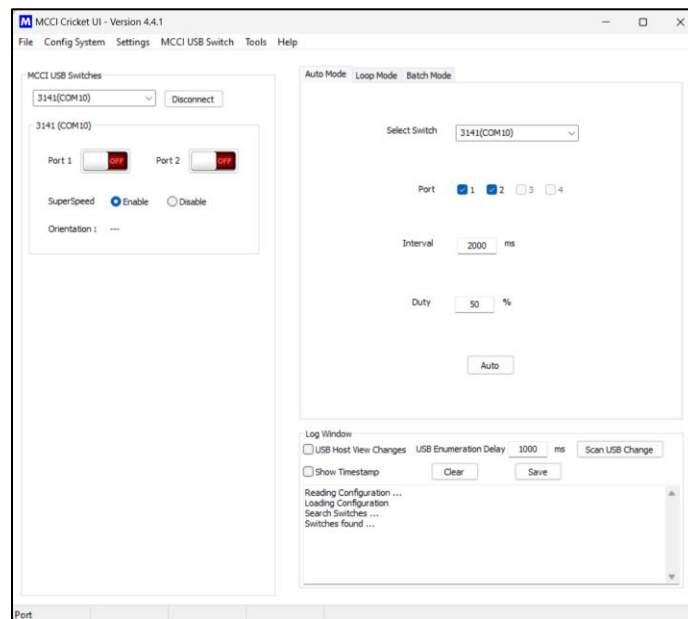 M MCCI Cricket UI - Version 4.4.1
File Config System Settings MCCI USB Switch Tools Help
MCCI USB Switches
3141(COM10) Disconnect
3141 (COM10)
Port 1 OFF Port 2 OFF
SuperSpeed Enable Disable
Orientation : ---
Auto Mode Loop Mode Batch Mode
Select Switch 3141(COM10)
Port 1 2 3 4
Interval 2000 ms
Duty 50 %
Auto
Log Window
USB Host View Changes USB Enumeration Delay 1000 ms Scan USB Change
Show Timestamp Clear Save
Reading Configuration ...
Loading Configuration
Search Switches ...
Switches found ...
Port